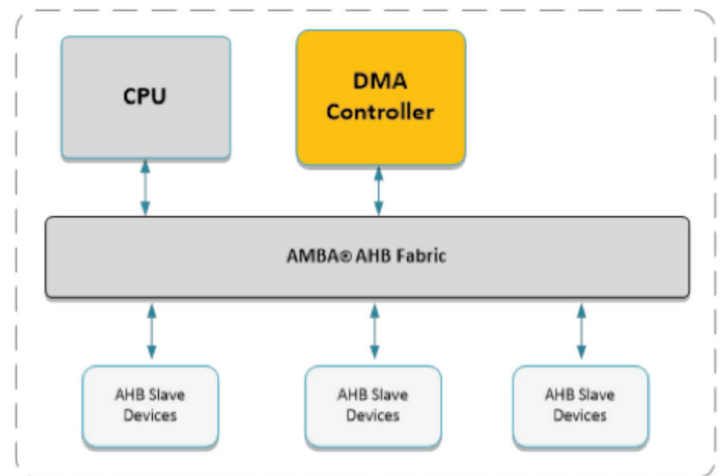 CPU
DMA
Controller
AMBA® AHB Fabric
AHB Slave
Devices
AHB Slave
Devices
AHB Slave
Devices